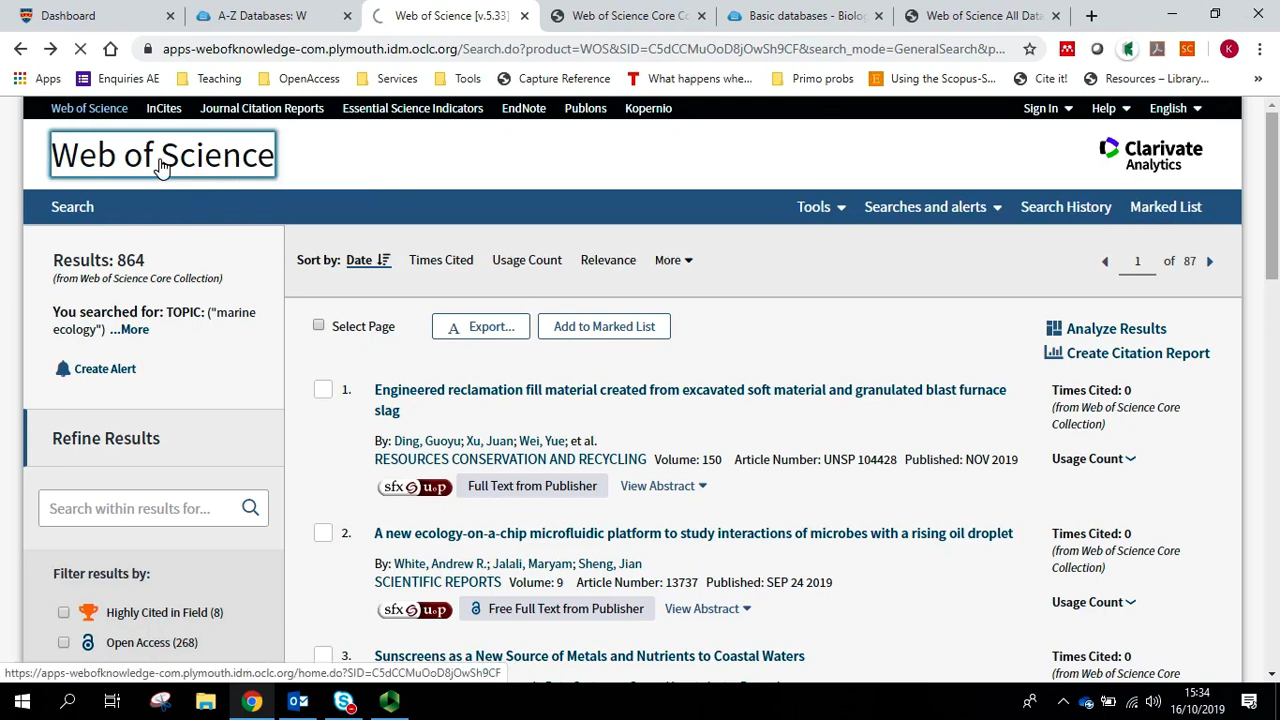 Dashboard
A-Z Databases: W
Web of Science [v.5.33]
Web of Science Core Co
Basic databases - Biolog
Web of Science All Data
apps-webofknowledge-com.plymouth.idm.oclc.org/Search.do?product=WOS&SID=C5dCCMuOoD8jOwSh9CF&search_mode=GeneralSearch&p...
SC
K
Apps
Enquiries AE
Teaching
OpenAccess
Services
Tools
Capture Reference
What happens whe...
Primo probs
Using the Scopus-S...
Cite it!
Resources – Library...
»
Web of Science
InCites
Journal Citation Reports
Essential Science Indicators
EndNote
Publons
Kopernio
Sign In
Help
English
Web of Science
Clarivate
Analytics
Search
Tools
Searches and alerts
Search History
Marked List
Results: 864
(from Web of Science Core Collection)
You searched for: TOPIC: ("marine
ecology") ...More
Create Alert
Refine Results
Search within results for...
Filter results by:
Highly Cited in Field (8)
Open Access (268)
Sort by:
Date
Times Cited
Usage Count
Relevance
More
1 of 87
Select Page
Export...
Add to Marked List
Analyze Results
Create Citation Report
1.
Engineered reclamation fill material created from excavated soft material and granulated blast furnace
slag
By: Ding, Guoyu; Xu, Juan; Wei, Yue; et al.
RESOURCES CONSERVATION AND RECYCLING Volume: 150 Article Number: UNSP 104428 Published: NOV 2019
sfx u p
Full Text from Publisher
View Abstract
Times Cited: 0
(from Web of Science Core
Collection)
Usage Count
2.
A new ecology-on-a-chip microfluidic platform to study interactions of microbes with a rising oil droplet
By: White, Andrew R.; Jalali, Maryam; Sheng, Jian
SCIENTIFIC REPORTS Volume: 9 Article Number: 13737 Published: SEP 24 2019
sfx u p
Free Full Text from Publisher
View Abstract
Times Cited: 0
(from Web of Science Core
Collection)
Usage Count
3.
Sunscreens as a New Source of Metals and Nutrients to Coastal Waters
Times Cited: 0
(from Web of Science Core
https://apps-webofknowledge-com.plymouth.idm.oclc.org/home.do?SID=C5dCCMuOoD8jOwSh9CF
15:34
16/10/2019